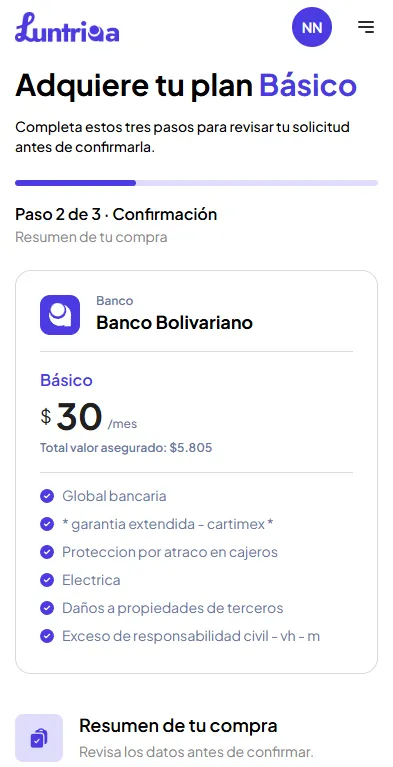 Luntriqa
NN
Adquiere tu plan Básico
Completa estos tres pasos para revisar tu solicitud
antes de confirmarla.
Paso 2 de 3 · Confirmación
Resumen de tu compra
Banco
Banco Bolivariano
Básico
$ 30 /mes
Total valor asegurado: $5.805
Global bancaria
* garantia extendida - cartimex *
Proteccion por atraco en cajeros
Electrica
Daños a propiedades de terceros
Exceso de responsabilidad civil - vh - m
Resumen de tu compra
Revisa los datos antes de confirmar.